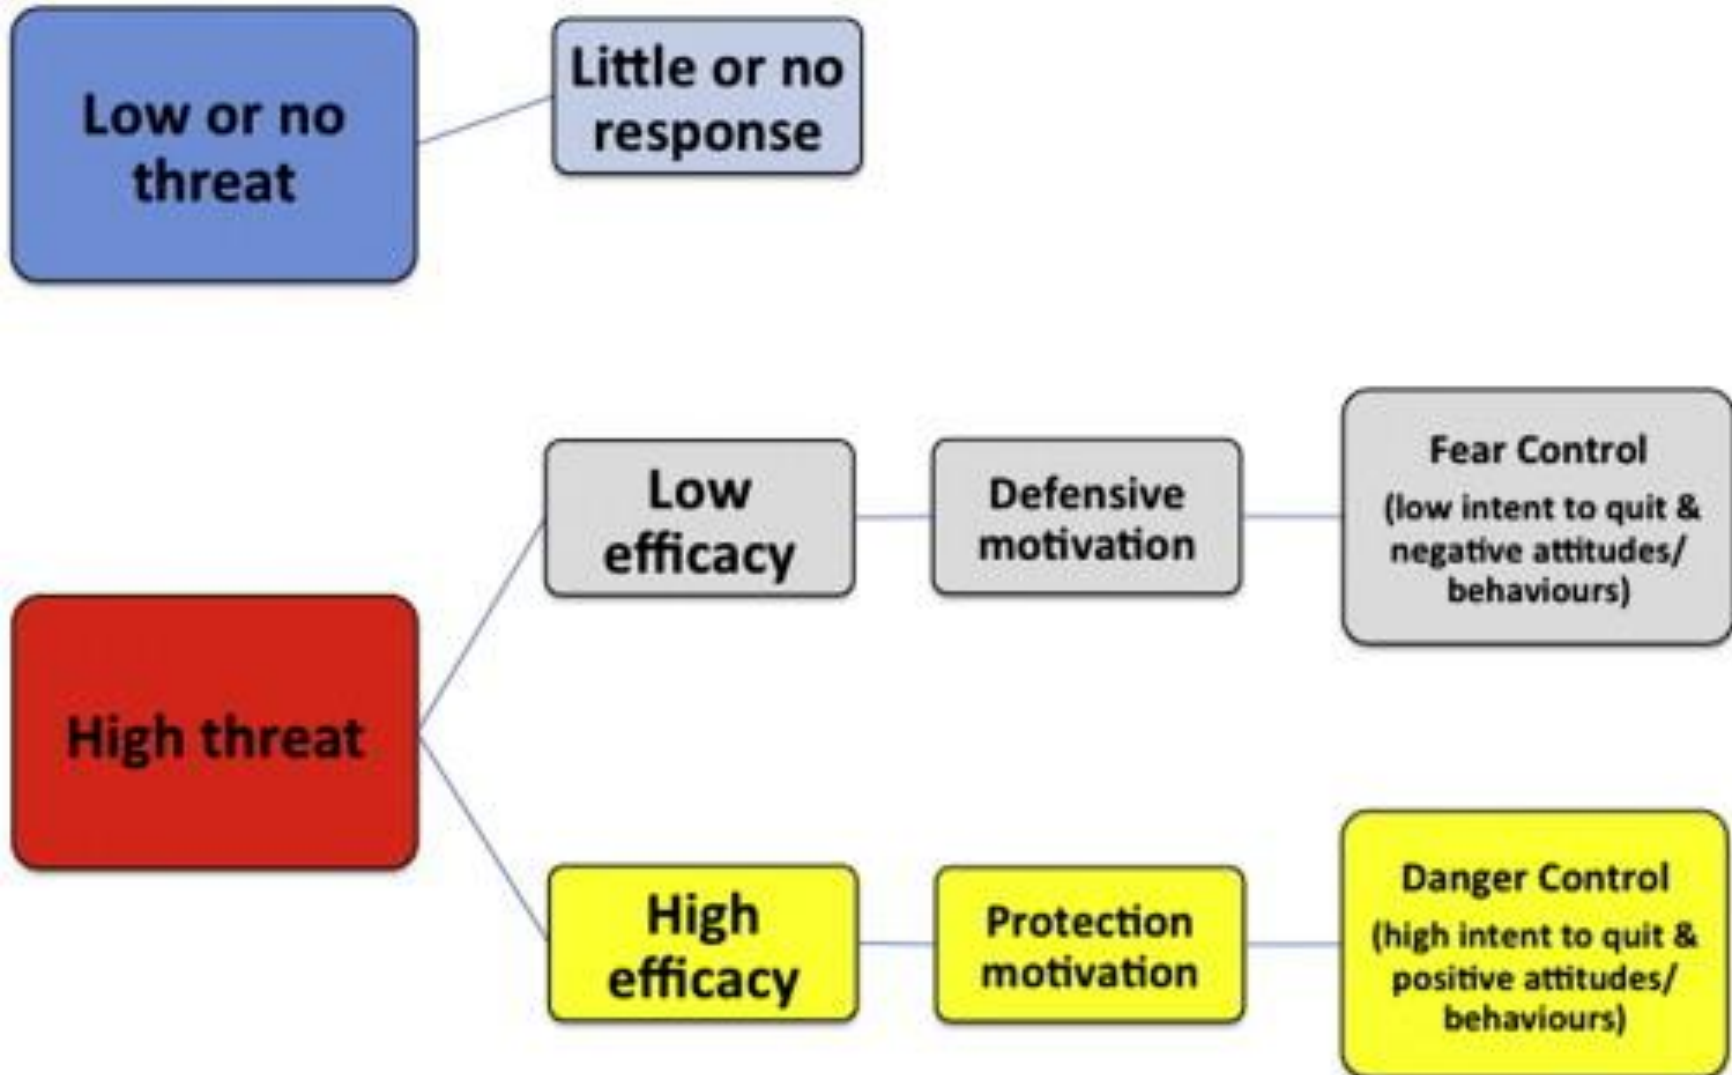 Low or no
threat
Little or no
response
High threat
Low
efficacy
Defensive
motivation
Fear Control
(low intent to quit &
negative attitudes/
behaviours)
High
efficacy
Protection
motivation
Danger Control
(high intent to quit &
positive attitudes/
behaviours)